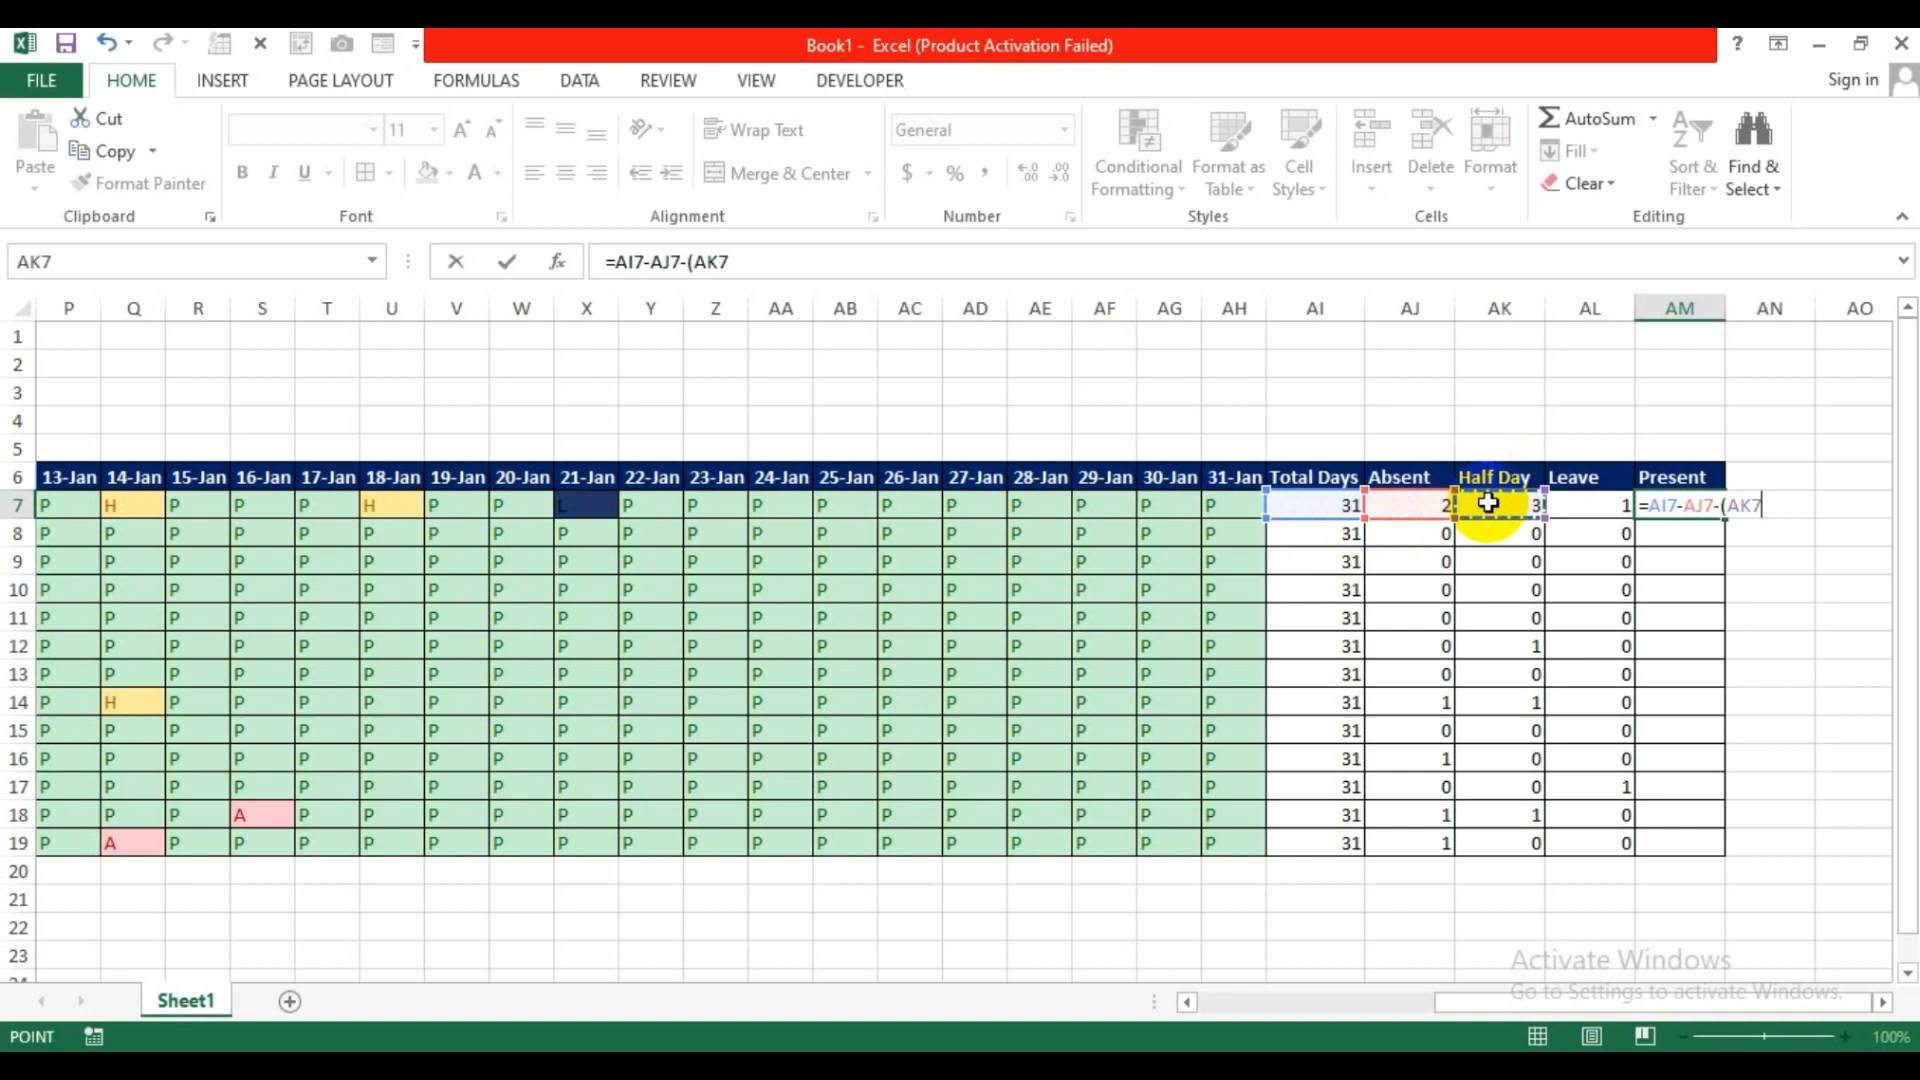 Book1 - Excel (Product Activation Failed)
?
FILE HOME INSERT PAGE LAYOUT FORMULAS DATA REVIEW VIEW DEVELOPER Sign in
Paste
Cut
Copy
Format Painter
Clipboard
11
B I U
Font
Wrap Text
Merge & Center
Alignment
General
$ % ,
Number
Conditional Formatting
Format as Table
Cell Styles
Styles
Insert Delete Format
Cells
AutoSum
Fill
Clear
Sort & Filter
Find & Select
Editing
AK7 fx =AI7-AJ7-(AK7
P Q R S T U V W X Y Z AA AB AC AD AE AF AG AH AI AJ AK AL AM AN AO
1
2
3
4
5
6 13-Jan 14-Jan 15-Jan 16-Jan 17-Jan 18-Jan 19-Jan 20-Jan 21-Jan 22-Jan 23-Jan 24-Jan 25-Jan 26-Jan 27-Jan 28-Jan 29-Jan 30-Jan 31-Jan Total Days Absent Half Day Leave Present
7 P H P P P H P P L P P P P P P P P P P 31 2 3 1 =AI7-AJ7-(AK7
8 P P P P P P P P P P P P P P P P P P P 31 0 0 0
9 P P P P P P P P P P P P P P P P P P P 31 0 0 0
10 P P P P P P P P P P P P P P P P P P P 31 0 0 0
11 P P P P P P P P P P P P P P P P P P P 31 0 0 0
12 P P P P P P P P P P P P P P P P P P P 31 0 1 0
13 P P P P P P P P P P P P P P P P P P P 31 0 0 0
14 P H P P P P P P P P P P P P P P P P P 31 1 1 0
15 P P P P P P P P P P P P P P P P P P P 31 0 0 0
16 P P P P P P P P P P P P P P P P P P P 31 1 0 0
17 P P P P P P P P P P P P P P P P P P P 31 0 0 1
18 P P P A P P P P P P P P P P P P P P P 31 1 1 0
19 P A P P P P P P P P P P P P P P P P P 31 1 0 0
20
21
22
23
24
Activate Windows
Go to Settings to activate Windows.
Sheet1
POINT
100%